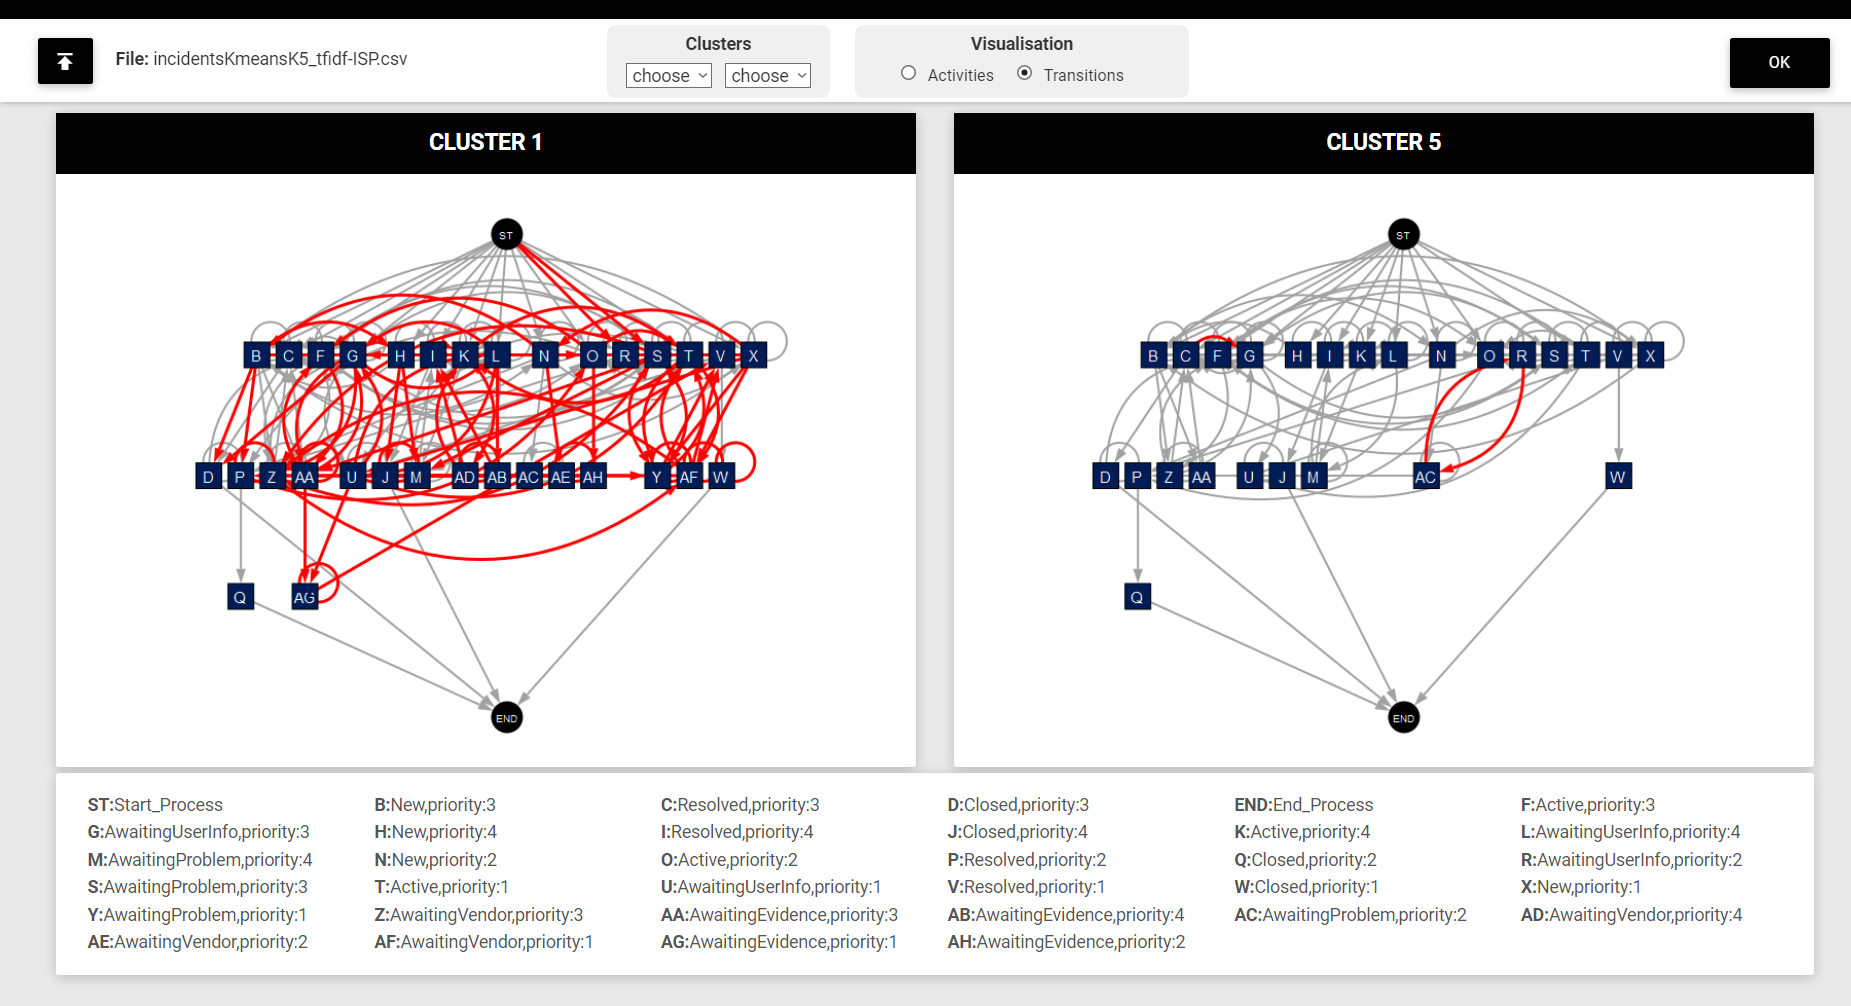 File: incidentsKmeansK5_tfidf-ISP.csv
Clusters
choose choose
Visualisation
Activities Transitions
OK
CLUSTER 1
ST
B C F G H I K L N O R S T V X
D P Z AA U J M AD AB AC AE AH Y AF W
Q AG
END
CLUSTER 5
ST
B C F G H I K L N O R S T V X
D P Z AA U J M AC W
Q
END
ST:Start_Process B:New,priority:3 C:Resolved,priority:3 D:Closed,priority:3 END:End_Process F:Active,priority:3
G:AwaitingUserInfo,priority:3 H:New,priority:4 I:Resolved,priority:4 J:Closed,priority:4 K:Active,priority:4 L:AwaitingUserInfo,priority:4
M:AwaitingProblem,priority:4 N:New,priority:2 O:Active,priority:2 P:Resolved,priority:2 Q:Closed,priority:2 R:AwaitingUserInfo,priority:2
S:AwaitingProblem,priority:3 T:Active,priority:1 U:AwaitingUserInfo,priority:1 V:Resolved,priority:1 W:Closed,priority:1 X:New,priority:1
Y:AwaitingProblem,priority:1 Z:AwaitingVendor,priority:3 AA:AwaitingEvidence,priority:3 AB:AwaitingEvidence,priority:4 AC:AwaitingProblem,priority:2 AD:AwaitingVendor,priority:4
AE:AwaitingVendor,priority:2 AF:AwaitingVendor,priority:1 AG:AwaitingEvidence,priority:1 AH:AwaitingEvidence,priority:2